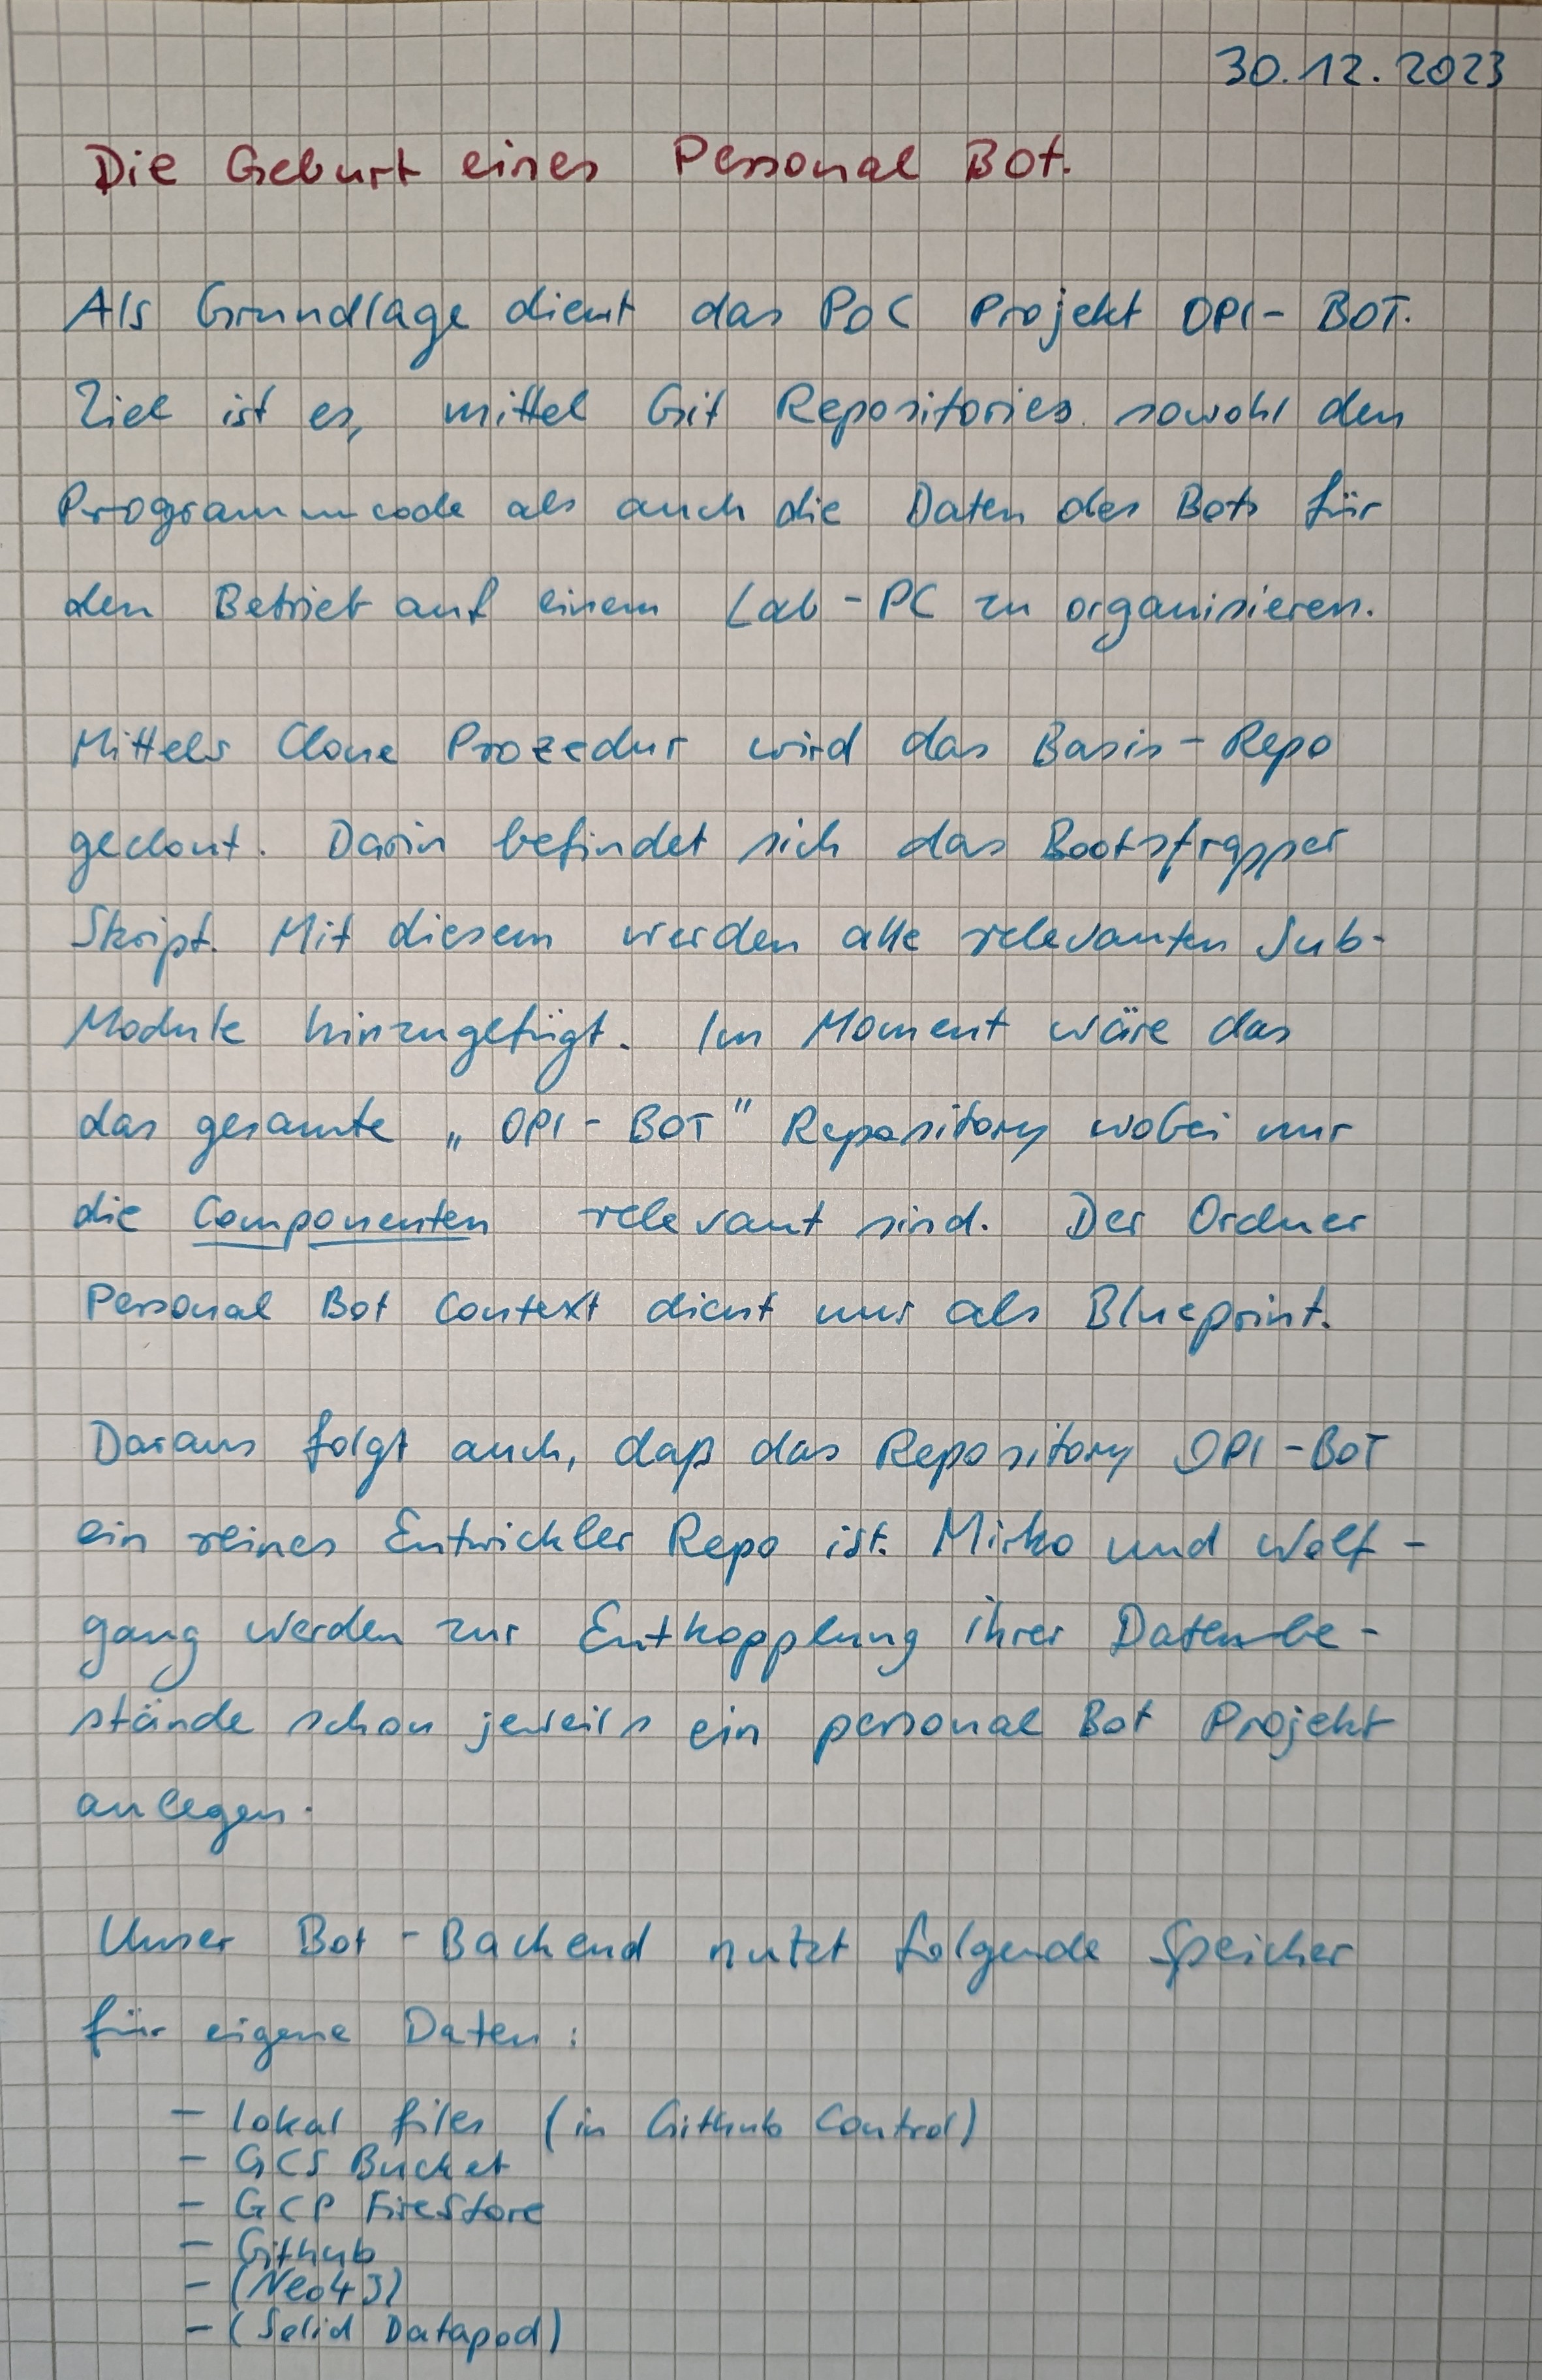 30.12.2023
Die Geburt eines Personal Bot.
Als Grundlage dient das PoC Projekt OPI-BOT.
Ziel ist es, mittel Git Repositories sowohl den
Programmcode als auch die Daten des Bots für
den Betrieb auf einem Lab-PC zu organisieren.
Mittels Clone Prozedur wird das Basis-Repo
geclont. Darin befindet sich das Bootstrapper
Skript. Mit diesem werden alle relevanten Sub-
Module hinzugefügt. Im Moment wäre das
das gesamte „OPI-BOT" Repository wobei nur
die Componenten relevant sind. Der Ordner
Personal Bot Context dient nur als Blueprint.
Daraus folgt auch, daß das Repository OPI-BOT
ein reines Entwickler Repo ist. Mirko und Wolf-
gang werden zur Entkopplung ihrer Datenbe-
stände schon jeweils ein personal Bot Projekt
anlegen.
Unser Bot-Backend nutzt folgende Speicher
für eigene Daten:
- lokal files (in Github Control)
- GCS Bucket
- GCP FireStore
- Github
- (Neo4J)
- (Solid Datapod)